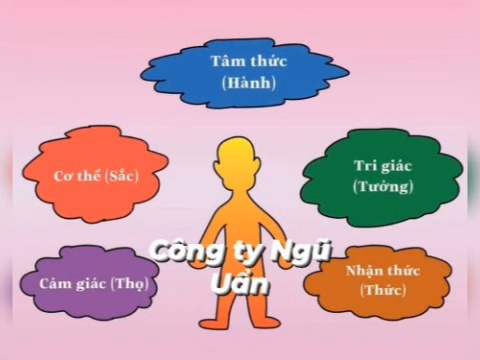 Tâm thức
(Hành)
Cơ thể (Sắc)
Tri giác
(Tưởng)
Cảm giác (Thọ)
Nhận thức
(Thức)
Công ty Ngũ
Uẩn